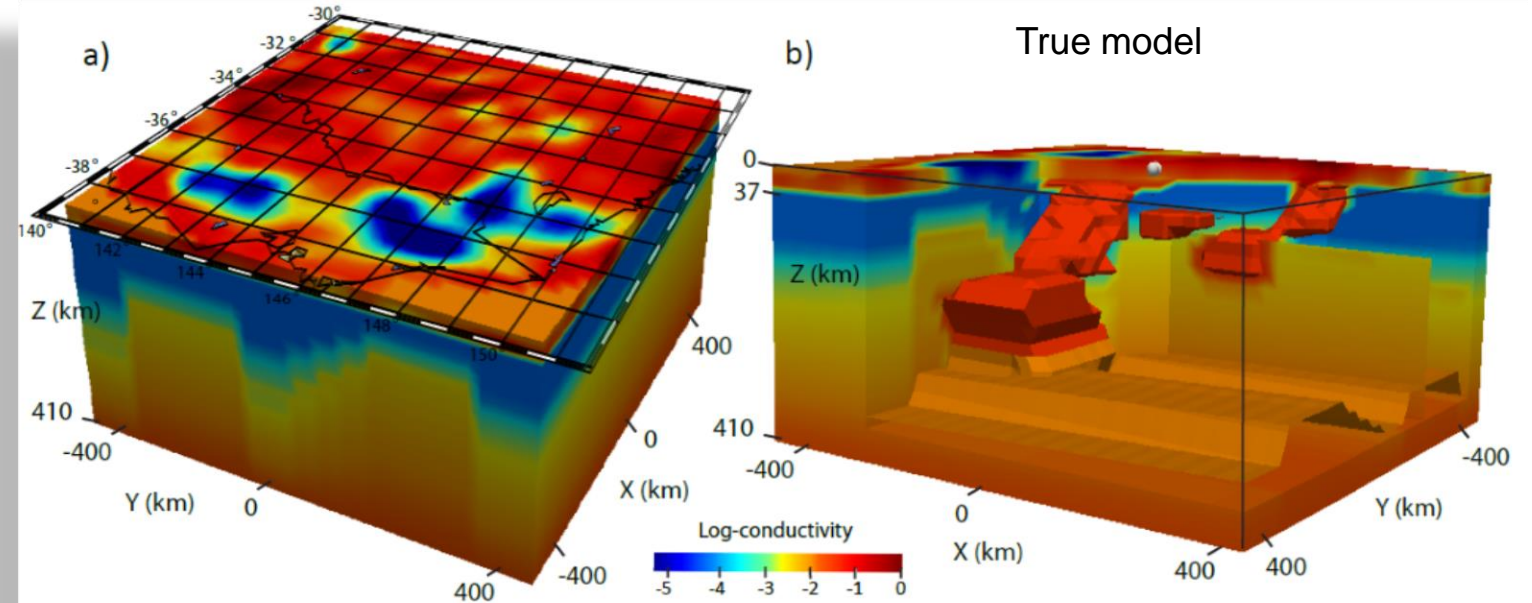 a)
-30°
-32°
-34°
-36°
-38°
140°
142
144
146
148
150
Z (km)
410
-400
Y (km)
0
400
-400
X (km)
0
400
b)
True model
0
37
Z (km)
410
-400
0
X (km)
400
400
Y (km)
-400
Log-conductivity
-5 -4 -3 -2 -1 0